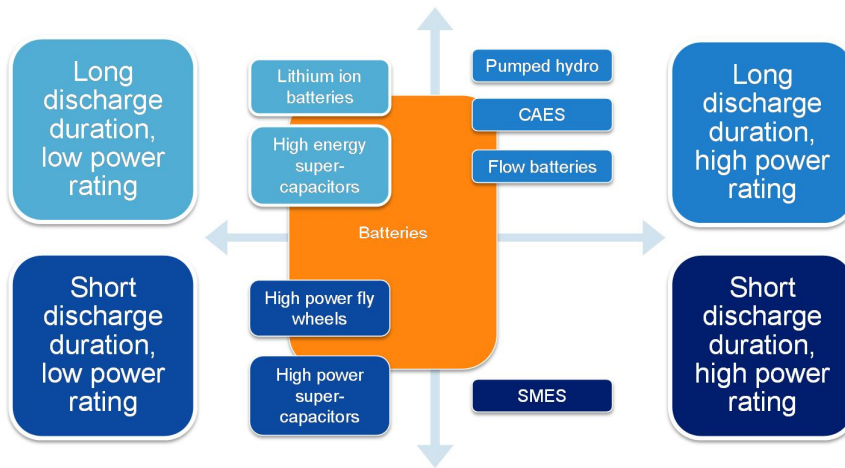 Long
discharge
duration,
low power
rating
Lithium ion
batteries
High energy
super-
capacitors
Pumped hydro
CAES
Flow batteries
Long
discharge
duration,
high power
rating
Batteries
Short
discharge
duration,
low power
rating
High power fly
wheels
High power
super-
capacitors
SMES
Short
discharge
duration,
high power
rating